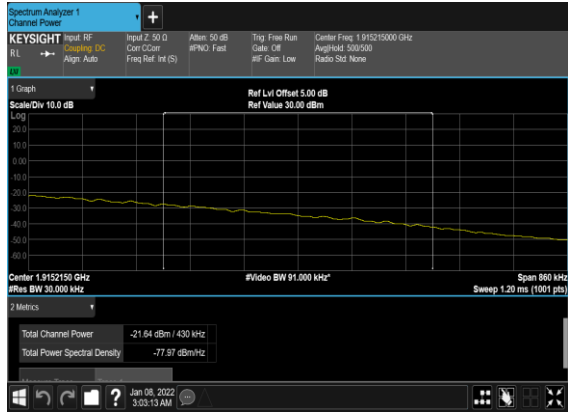 Spectrum Analyzer 1
Channel Power
+
KEYSIGHT Input: RF Input Z: 50 Ω Atten: 50 dB Trig: Free Run Center Freq: 1.915215000 GHz
RL Coupling: DC Corr CCorr #PNO: Fast Gate: Off Avg|Hold: 500/500
Align: Auto Freq Ref: Int (S) #IF Gain: Low Radio Std: None
1 Graph
Ref Lvl Offset 5.00 dB
Scale/Div 10.0 dB Ref Value 30.00 dBm
Log
20.0
10.0
0.00
-10.0
-20.0
-30.0
-40.0
-50.0
-60.0
Center 1.9152150 GHz #Video BW 91.000 kHz* Span 860 kHz
#Res BW 30.000 kHz Sweep 1.20 ms (1001 pts)
2 Metrics
Total Channel Power -21.64 dBm / 430 kHz
Total Power Spectral Density -77.97 dBm/Hz
? Jan 08, 2022
3:03:13 AM